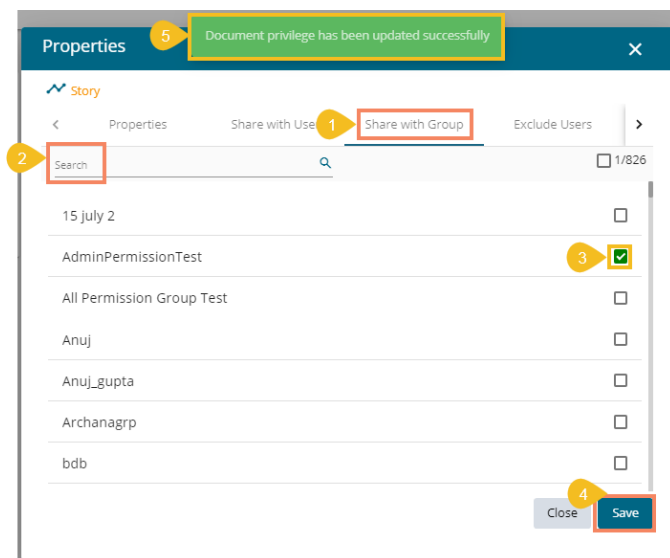 5 Document privilege has been updated successfully
Properties
Story
Properties Share with Use 1 Share with Group Exclude Users
2 Search 1/826
15 july 2
AdminPermissionTest 3
All Permission Group Test
Anuj
Anuj_gupta
Archanagrp
bdb
4
Close Save